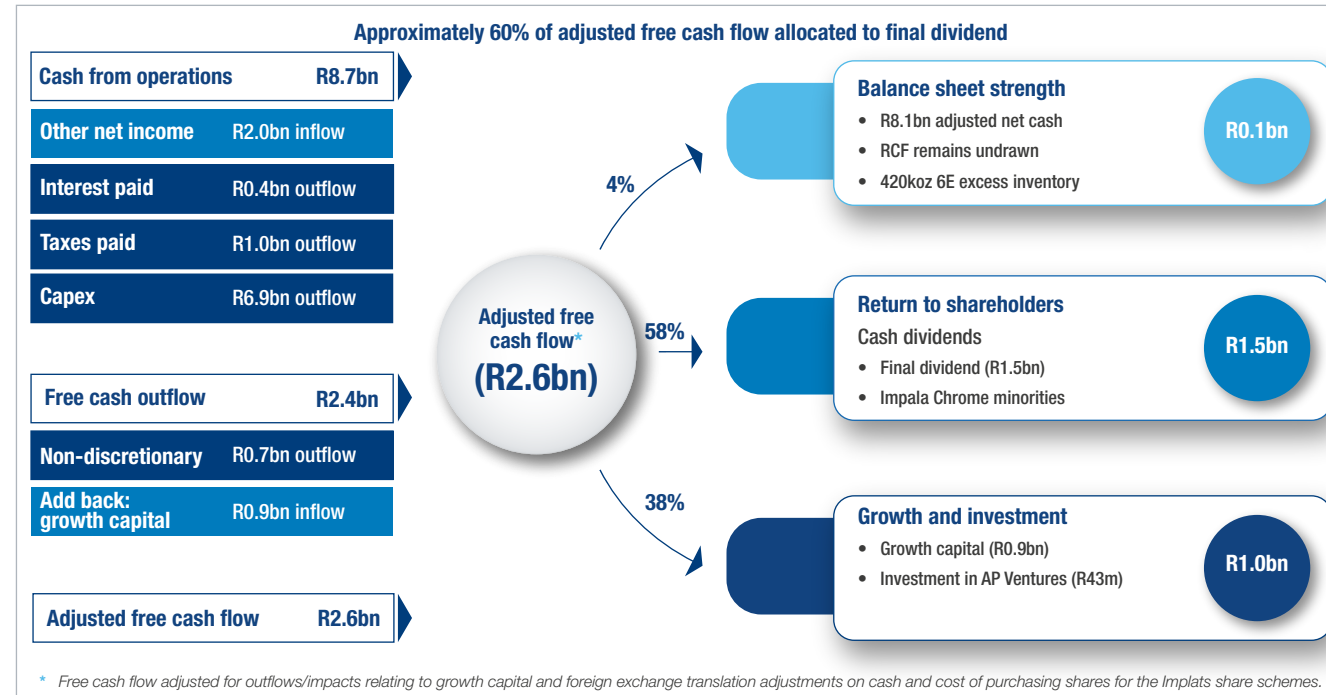 Approximately 60% of adjusted free cash flow allocated to final dividend
Cash from operations R8.7bn
Other net income R2.0bn inflow
Interest paid R0.4bn outflow
Taxes paid R1.0bn outflow
Capex R6.9bn outflow
Free cash outflow R2.4bn
Non-discretionary R0.7bn outflow
Add back:
growth capital R0.9bn inflow
Adjusted free cash flow R2.6bn
Adjusted free
cash flow*
(R2.6bn)
4%
58%
38%
Balance sheet strength
• R8.1bn adjusted net cash
• RCF remains undrawn
• 420koz 6E excess inventory
R0.1bn
Return to shareholders
Cash dividends
• Final dividend (R1.5bn)
• Impala Chrome minorities
R1.5bn
Growth and investment
• Growth capital (R0.9bn)
• Investment in AP Ventures (R43m)
R1.0bn
* Free cash flow adjusted for outflows/impacts relating to growth capital and foreign exchange translation adjustments on cash and cost of purchasing shares for the Implats share schemes.